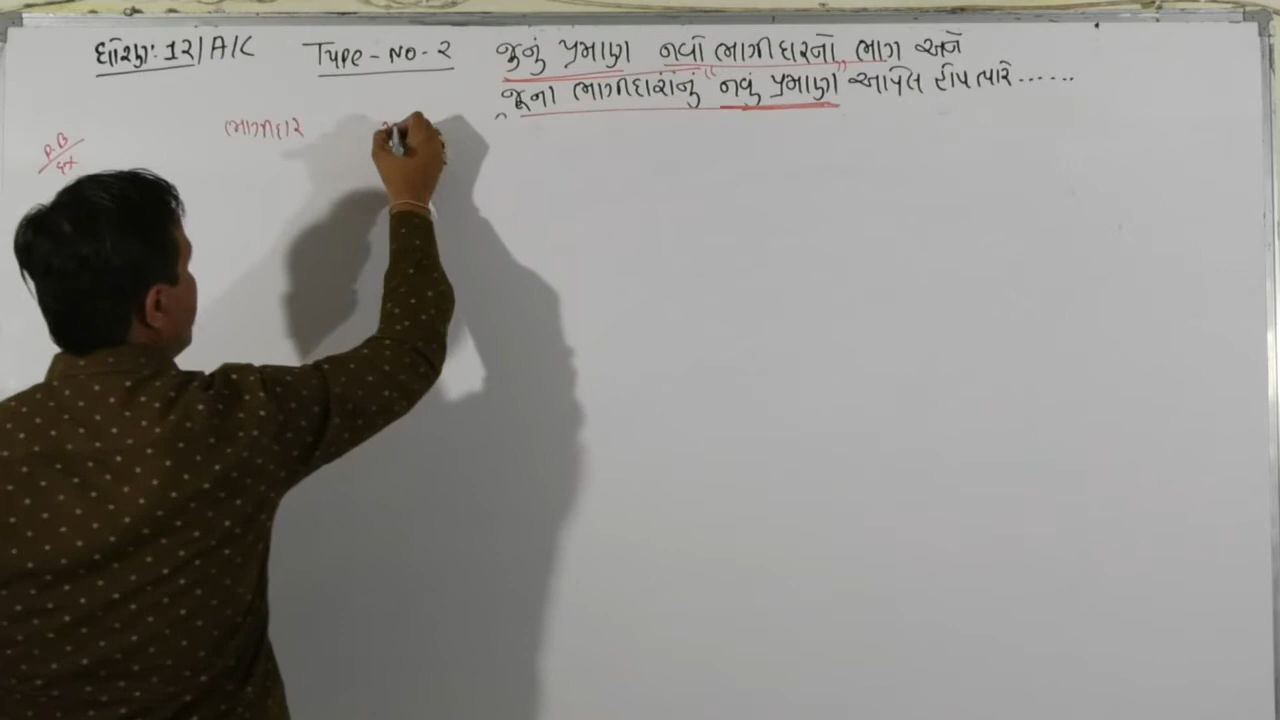 ધોરણ: 12 | A/C
Type-No-2
જુનું પ્રમાણ નવા ભાગીદારનો ભાગ અને
જૂના ભાગીદારોનું "નવું પ્રમાણ" આપેલ હોય ત્યારે......
ભાગીદાર
P.B